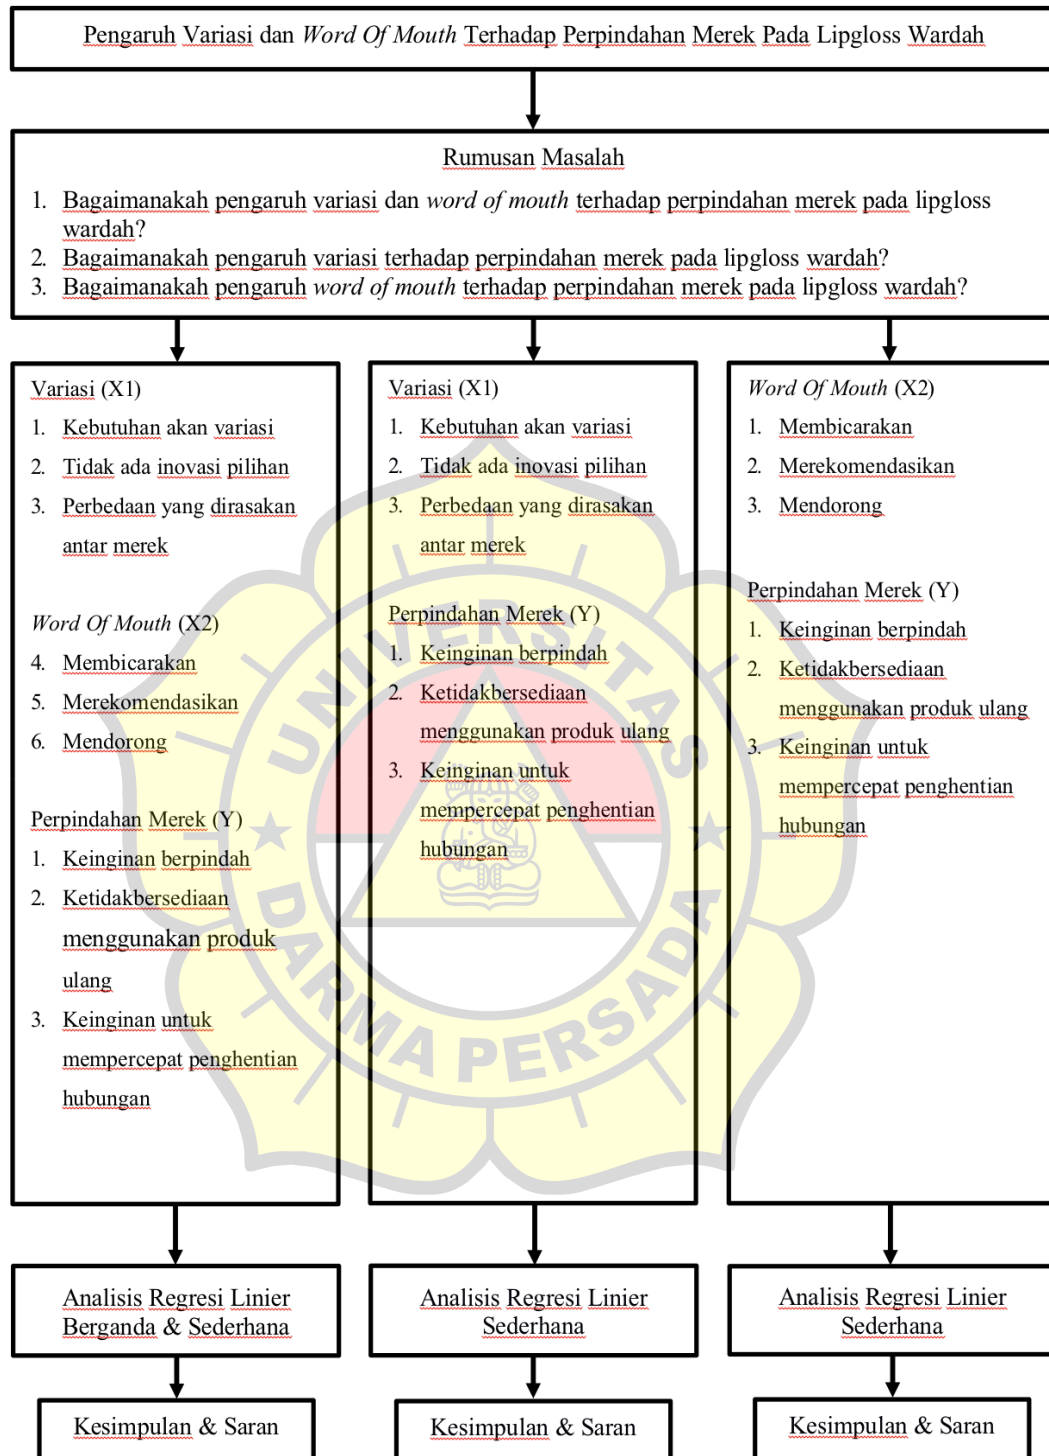 Pengaruh Variasi dan Word Of Mouth Terhadap Perpindahan Merek Pada Lipgloss Wardah
Rumusan Masalah
1. Bagaimanakah pengaruh variasi dan word of mouth terhadap perpindahan merek pada lipgloss
wardah?
2. Bagaimanakah pengaruh variasi terhadap perpindahan merek pada lipgloss wardah?
3. Bagaimanakah pengaruh word of mouth terhadap perpindahan merek pada lipgloss wardah?
Variasi (X1)
1. Kebutuhan akan variasi
2. Tidak ada inovasi pilihan
3. Perbedaan yang dirasakan
antar merek
Word Of Mouth (X2)
4. Membicarakan
5. Merekomendasikan
6. Mendorong
Perpindahan Merek (Y)
1. Keinginan berpindah
2. Ketidakbersediaan
menggunakan produk
ulang
3. Keinginan untuk
mempercepat penghentian
hubungan
Variasi (X1)
1. Kebutuhan akan variasi
2. Tidak ada inovasi pilihan
3. Perbedaan yang dirasakan
antar merek
Perpindahan Merek (Y)
1. Keinginan berpindah
2. Ketidakbersediaan
menggunakan produk ulang
3. Keinginan untuk
mempercepat penghentian
hubungan
Word Of Mouth (X2)
1. Membicarakan
2. Merekomendasikan
3. Mendorong
Perpindahan Merek (Y)
1. Keinginan berpindah
2. Ketidakbersediaan
menggunakan produk ulang
3. Keinginan untuk
mempercepat penghentian
hubungan
UNIVERSITAS
DARMA PERSADA
Analisis Regresi Linier
Berganda & Sederhana
Analisis Regresi Linier
Sederhana
Analisis Regresi Linier
Sederhana
Kesimpulan & Saran
Kesimpulan & Saran
Kesimpulan & Saran